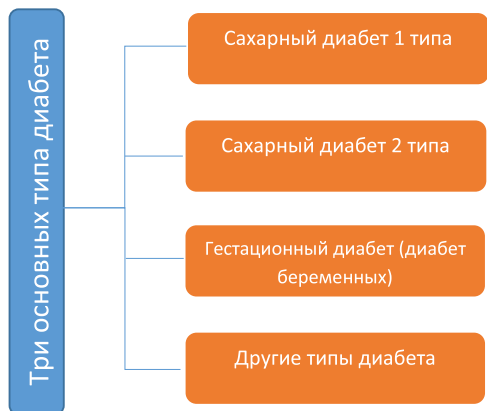 Три основных типа диабета
Сахарный диабет 1 типа
Сахарный диабет 2 типа
Гестационный диабет (диабет
беременных)
Другие типы диабета